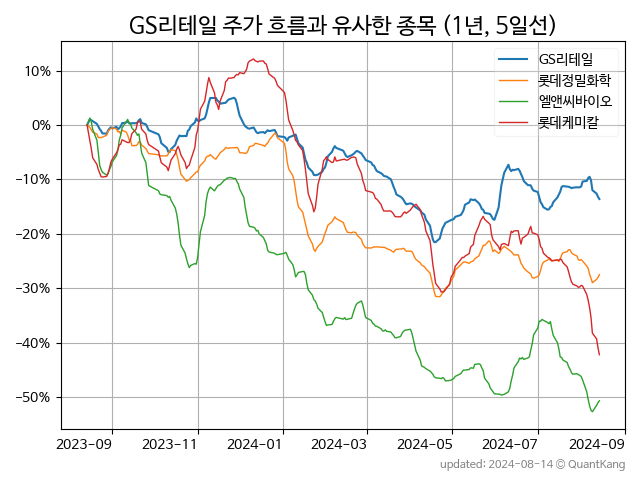 GS리테일 주가 흐름과 유사한 종목 (1년, 5일선)
GS리테일
롯데정밀화학
엘앤씨바이오
롯데케미칼
10%
0%
−10%
−20%
−30%
−40%
−50%
2023-09
2023-11
2024-01
2024-03
2024-05
2024-07
2024-09
updated: 2024-08-14 © QuantKang